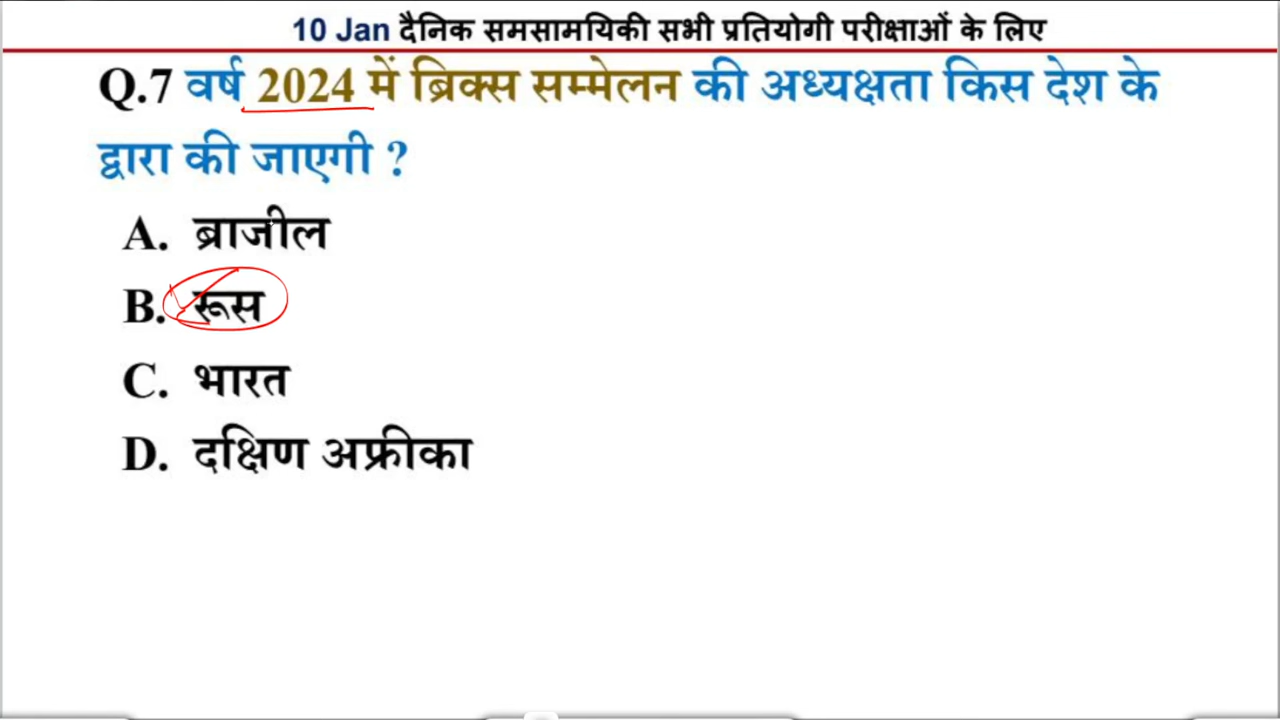 10 Jan दैनिक समसामयिकी सभी प्रतियोगी परीक्षाओं के लिए
Q.7 वर्ष 2024 में ब्रिक्स सम्मेलन की अध्यक्षता किस देश के
द्वारा की जाएगी ?
A. ब्राजील
B. रूस
C. भारत
D. दक्षिण अफ्रीका